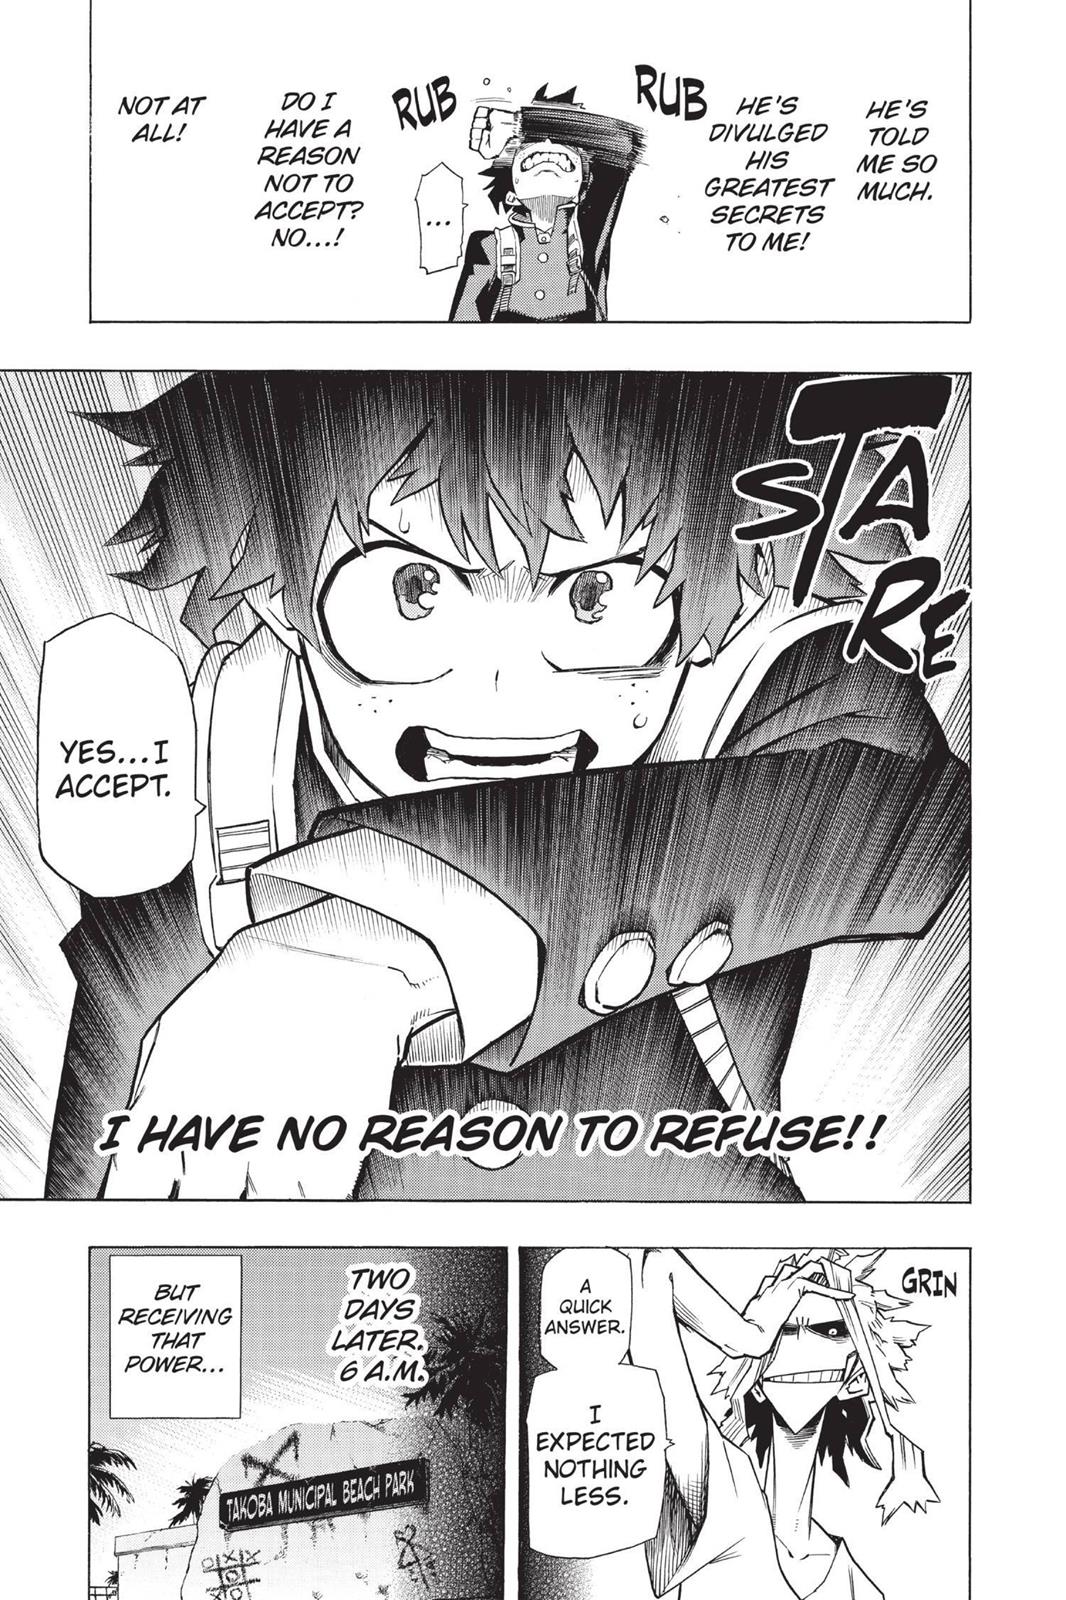 HE'S
TOLD
ME SO
MUCH.
HE'S
DIVULGED
HIS
GREATEST
SECRETS
TO ME!
RUB
RUB
...
DO I
HAVE A
REASON
NOT TO
ACCEPT?
NO...!
NOT AT
ALL!
STARE
YES...I
ACCEPT.
I HAVE NO REASON TO REFUSE!!
GRIN
A
QUICK
ANSWER.
I
EXPECTED
NOTHING
LESS.
TWO
DAYS
LATER.
6 A.M.
BUT
RECEIVING
THAT
POWER...
TAKOBA MUNICIPAL BEACH PARK